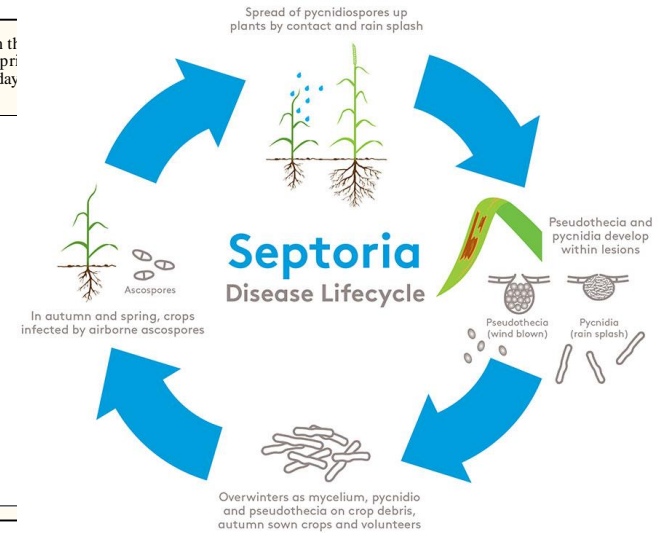 Spread of pycnidiospores up
plants by contact and rain splash
Septoria
Disease Lifecycle
Pseudothecia and
pycnidia develop
within lesions
Pseudothecia
(wind blown)
Pycnidia
(rain splash)
Overwinters as mycelium, pycnidio
and pseudothecia on crop debris,
autumn sown crops and volunteers
Ascospores
In autumn and spring, crops
infected by airborne ascospores